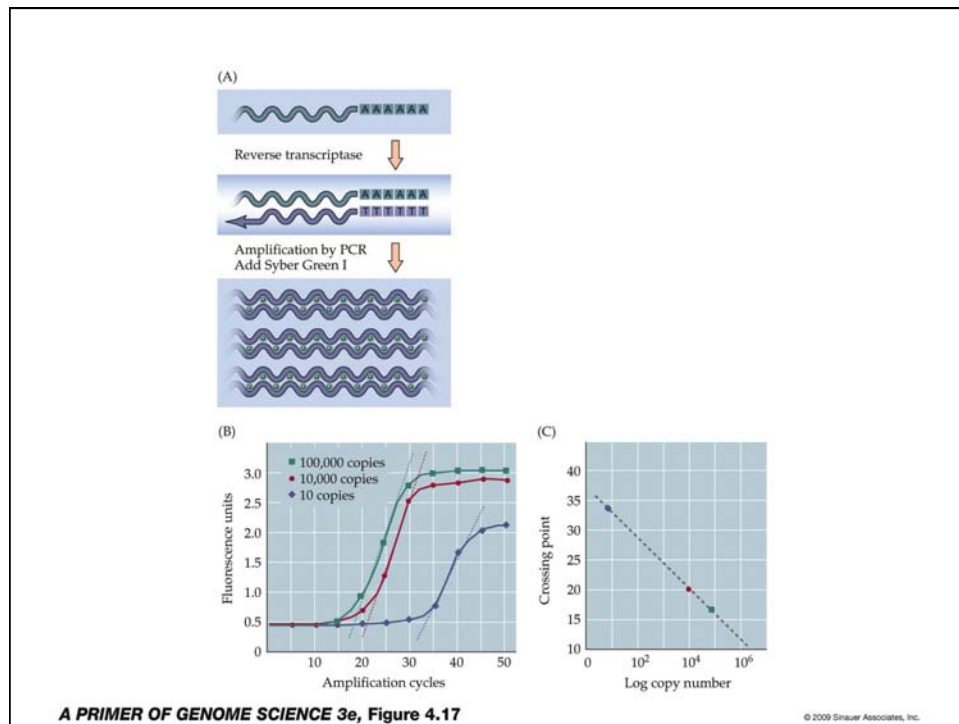 (A)
AAAAAA
Reverse transcriptase
AAAAAA
TTTTTT
Amplification by PCR
Add Syber Green I
(B)
100,000 copies
10,000 copies
10 copies
Fluorescence units
3.0
2.5
2.0
1.5
1.0
0.5
0
10 20 30 40 50
Amplification cycles
(C)
Crossing point
40
35
30
25
20
15
10
0 10² 10⁴ 10⁶
Log copy number
A PRIMER OF GENOME SCIENCE 3e, Figure 4.17
© 2009 Sinauer Associates, Inc.